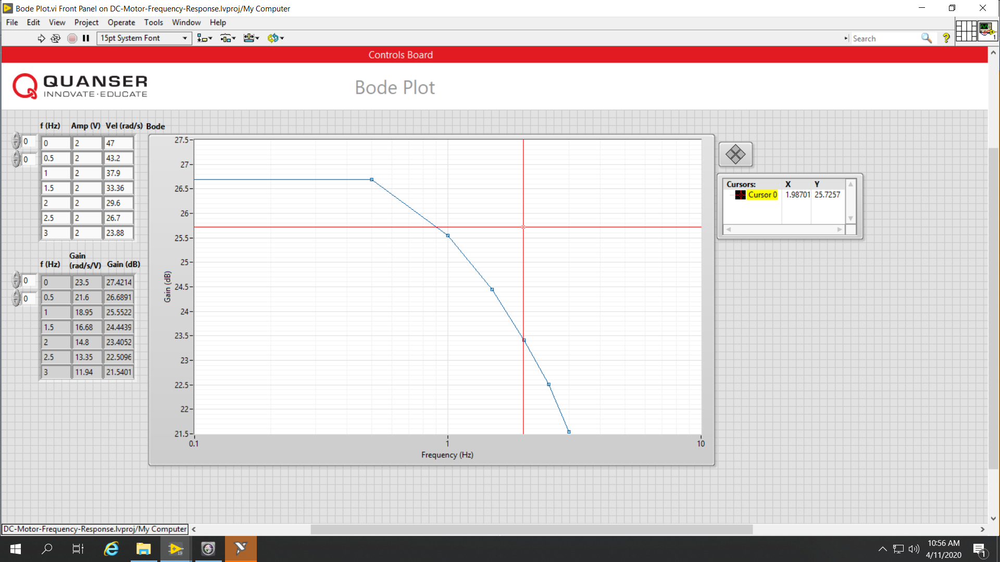 Bode Plot.vi Front Panel on DC-Motor-Frequency-Response.lvproj/My Computer
File Edit View Project Operate Tools Window Help
15pt System Font
Search
1
Controls Board
QUANSER
INNOVATE·EDUCATE
Bode Plot
f (Hz) Amp (V) Vel (rad/s) Bode
0 0 2 47
0 0.5 2 43.2
1 2 37.9
1.5 2 33.36
2 2 29.6
2.5 2 26.7
3 2 23.88
f (Hz) Gain (rad/s/V) Gain (dB)
0 0 23.5 27.4214
0 0.5 21.6 26.6891
1 18.95 25.5522
1.5 16.68 24.4439
2 14.8 23.4052
2.5 13.35 22.5096
3 11.94 21.5401
Gain (dB)
27.5
27
26.5
26
25.5
25
24.5
24
23.5
23
22.5
22
21.5
0.1 1 10
Frequency (Hz)
Cursors: X Y
Cursor 0 1.98701 25.7257
DC-Motor-Frequency-Response.lvproj/My Computer
19
10:56 AM
4/11/2020
1